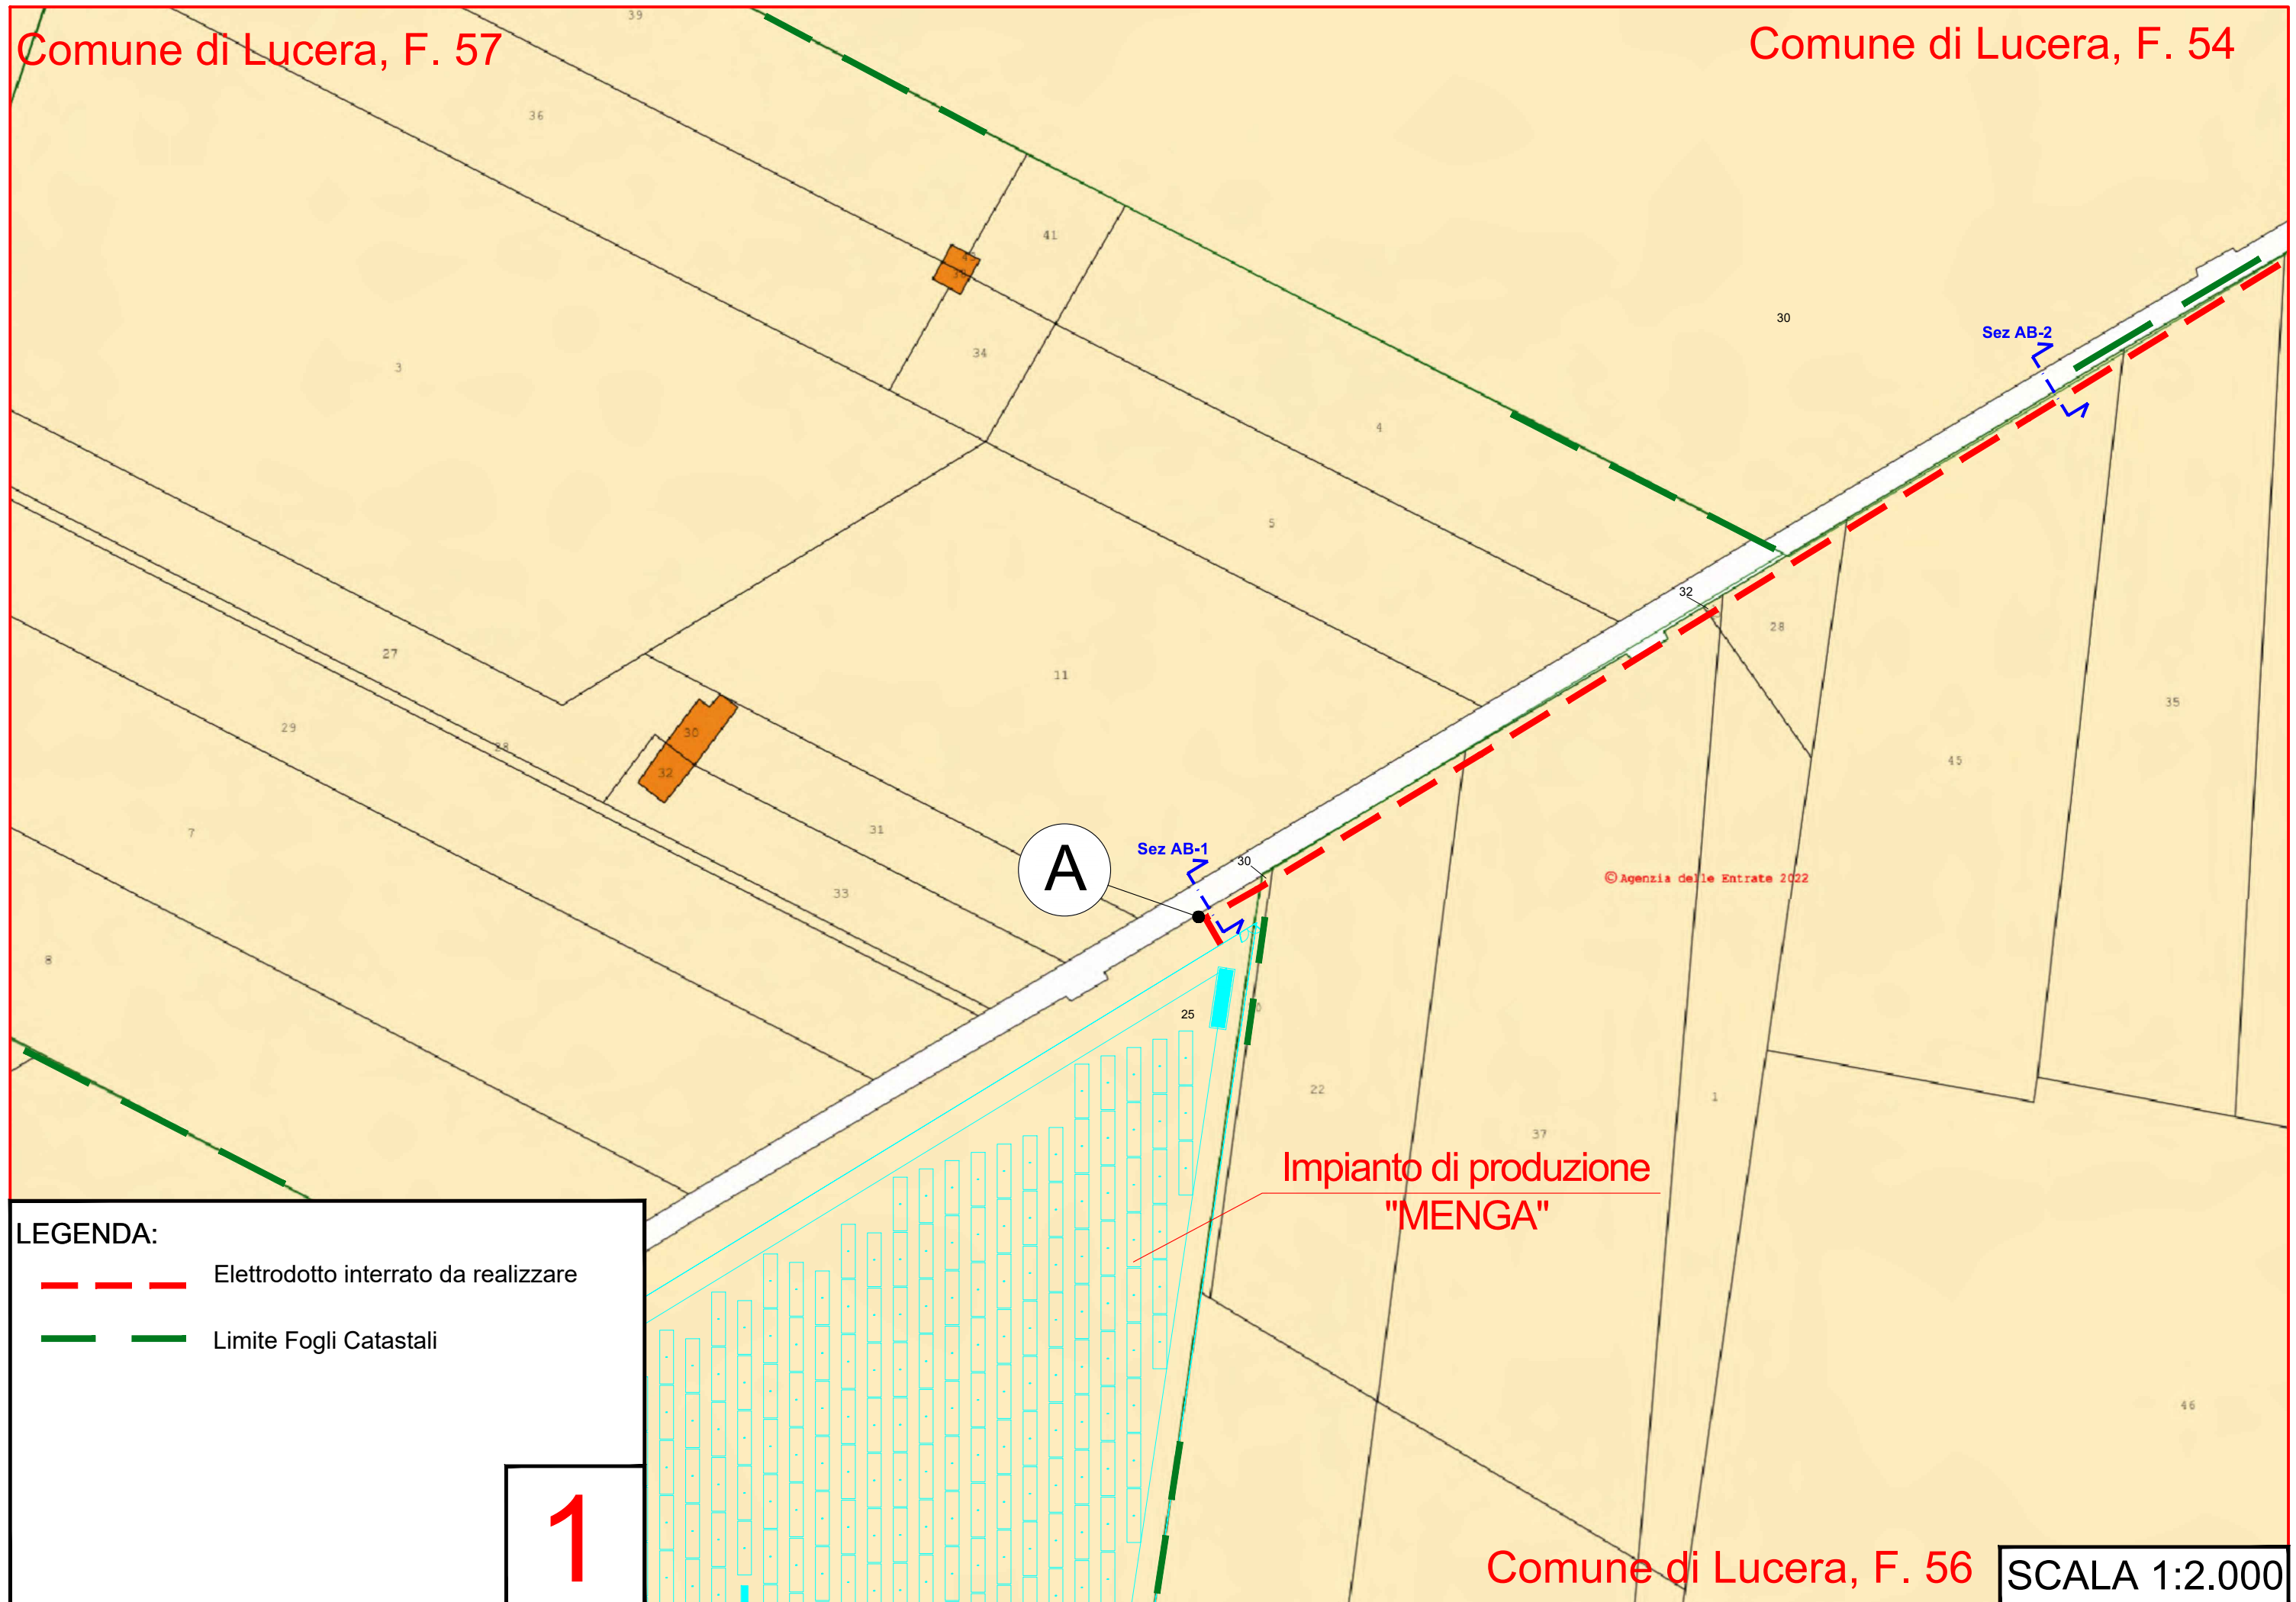 39
Comune di Lucera, F. 57
Comune di Lucera, F. 54
36
41
34
30
3
Sez AB-2
4
5
32
28
27
11
35
29
28
30
32
45
7
31
Sez AB-1
A
30
33
© Agenzia delle Entrate 2022
8
25
22
1
37
Impianto di produzione
"MENGA"
LEGENDA:
Elettrodotto interrato da realizzare
Limite Fogli Catastali
46
1
Comune di Lucera, F. 56
SCALA 1:2.000